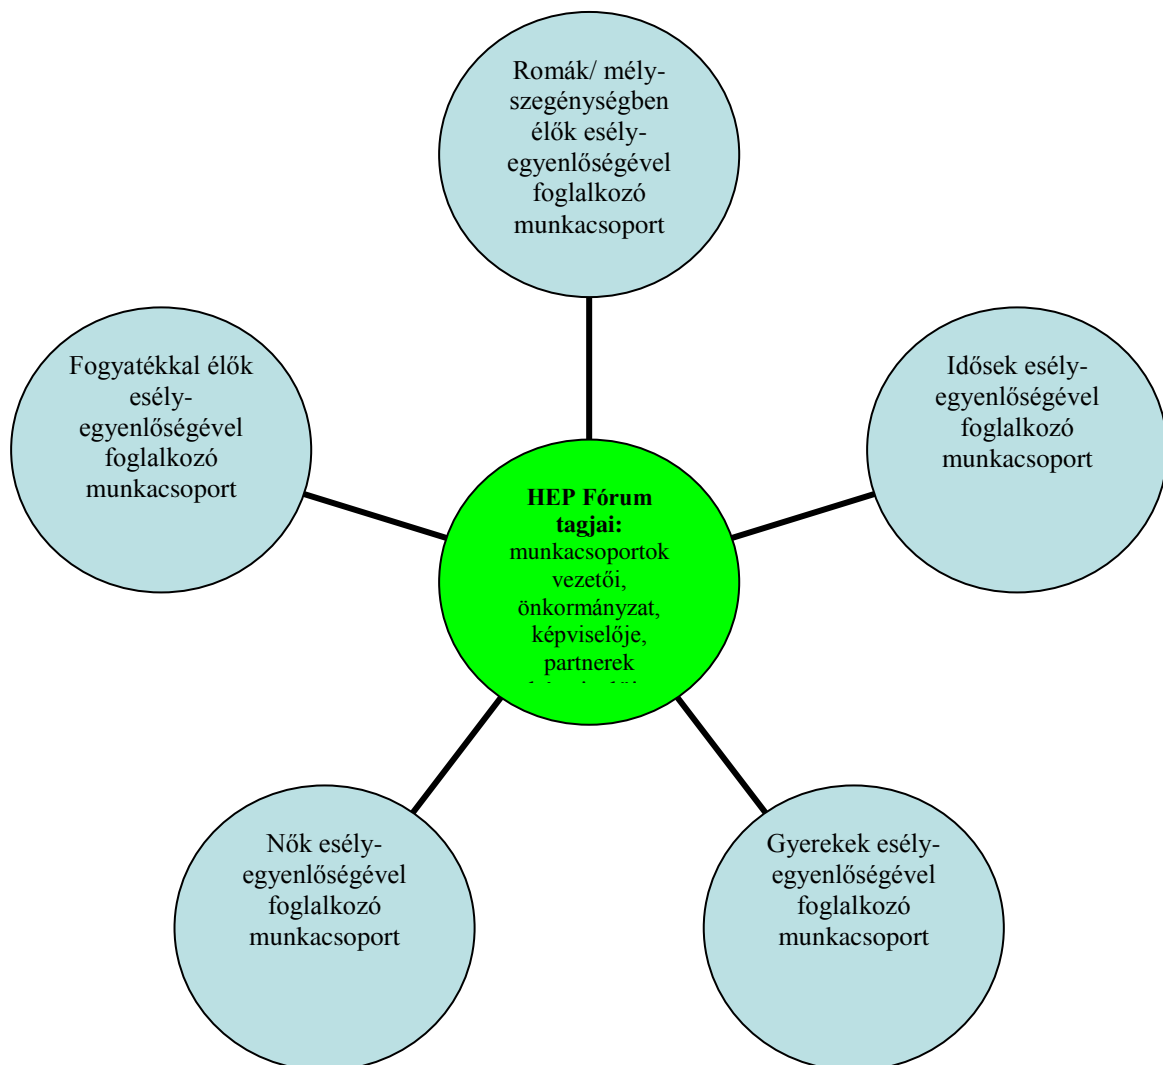 Romák/ mély-
szegénységben
élők esély-
egyenlőségével
foglalkozó
munkacsoport
Fogyatékkal élők
esély-
egyenlőségével
foglalkozó
munkacsoport
Idősek esély-
egyenlőségével
foglalkozó
munkacsoport
HEP Fórum
tagjai:
munkacsoportok
vezetői,
önkormányzat,
képviselője,
partnerek
Nők esély-
egyenlőségével
foglalkozó
munkacsoport
Gyerekek esély-
egyenlőségével
foglalkozó
munkacsoport